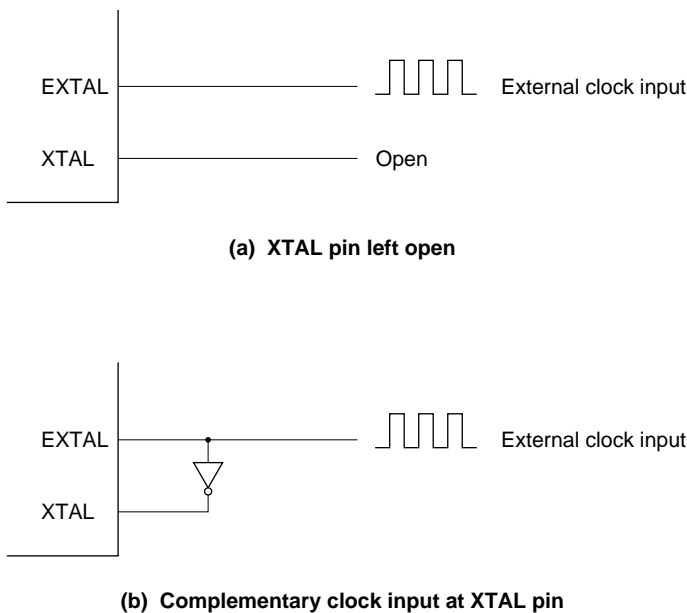 EXTAL External clock input
XTAL Open
(a) XTAL pin left open
EXTAL External clock input
XTAL
(b) Complementary clock input at XTAL pin